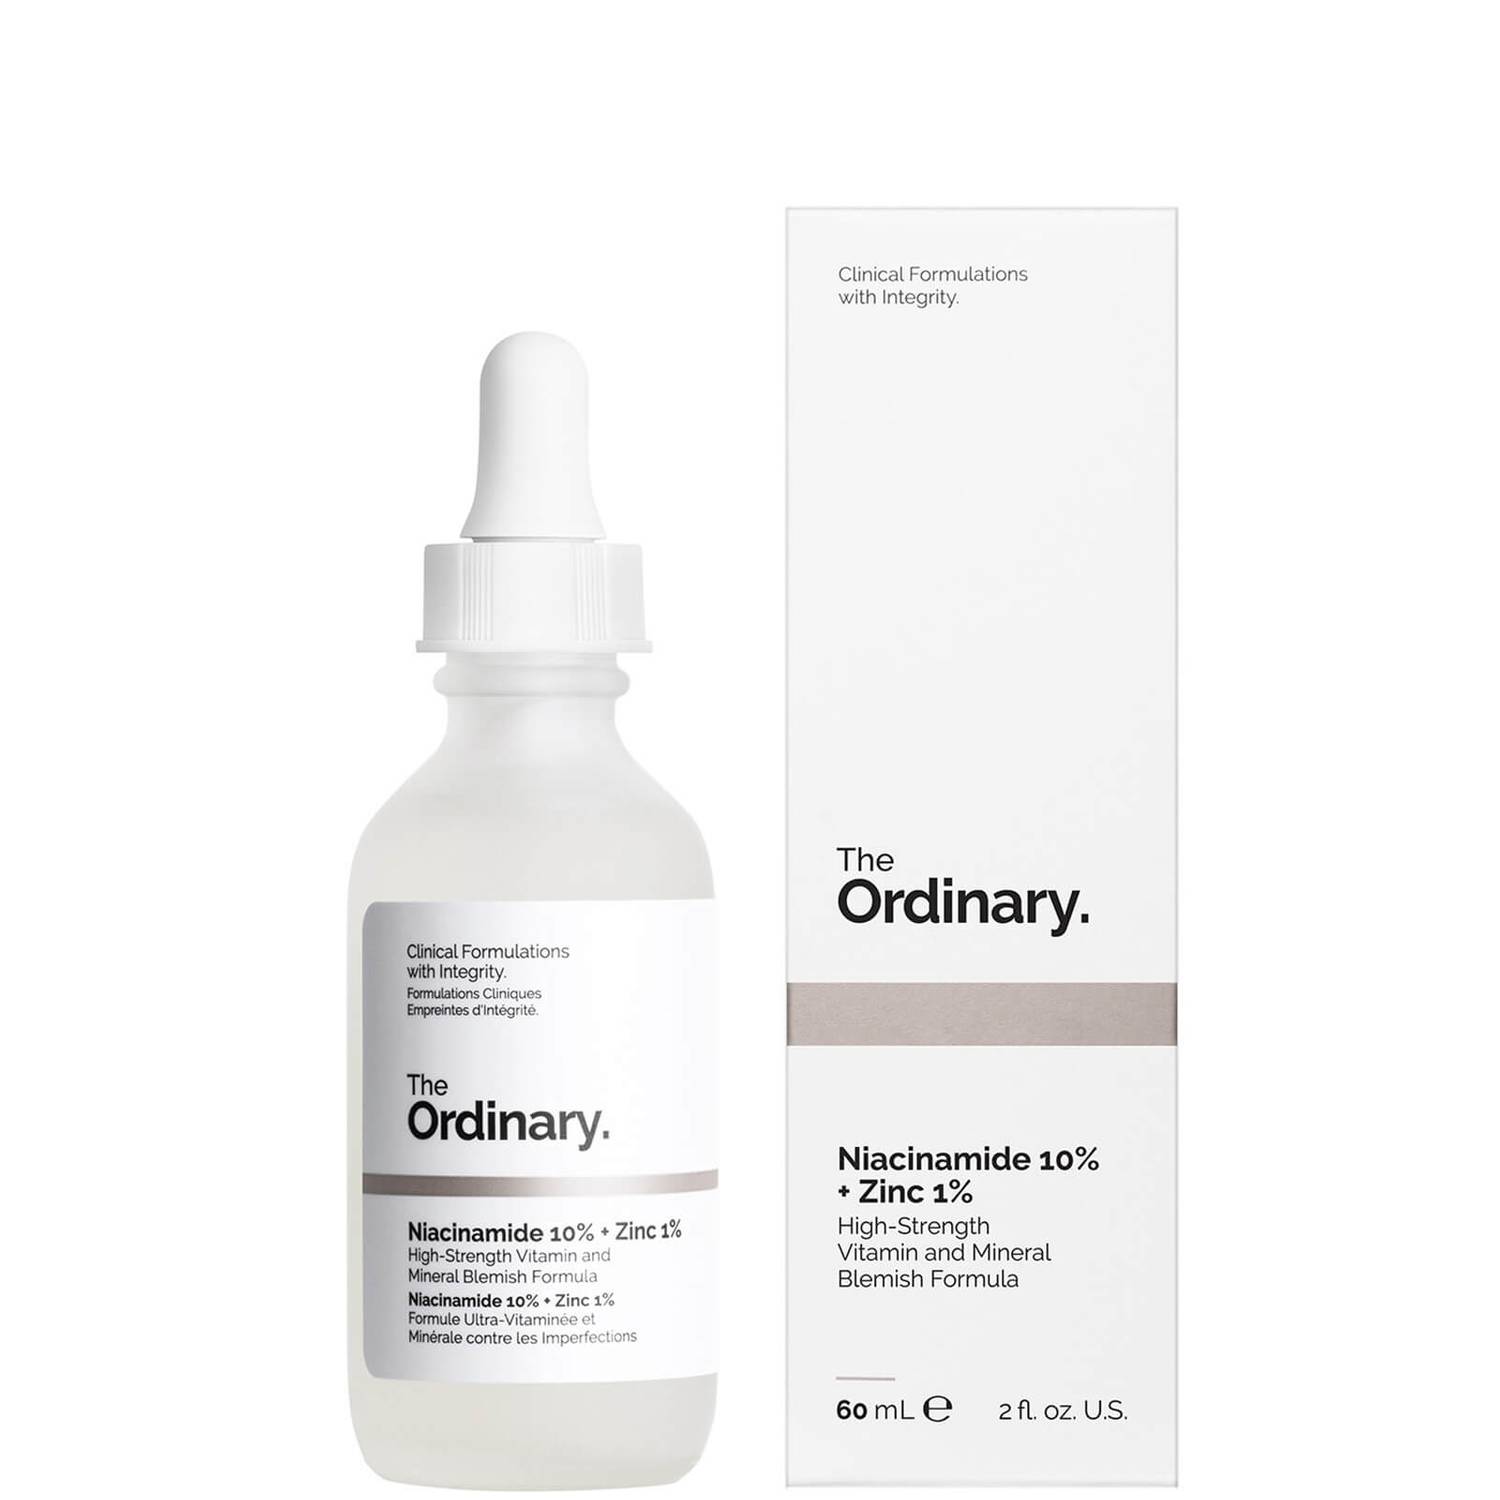 Clinical Formulations
with Integrity.
Formulations Cliniques
Empreintes d'Intégrité.
The
Ordinary.
Niacinamide 10% + Zinc 1%
High-Strength Vitamin and
Mineral Blemish Formula
Niacinamide 10% + Zinc 1%
Formule Ultra-Vitaminée et
Minérale contre les Imperfections
Clinical Formulations
with Integrity.
The
Ordinary.
Niacinamide 10%
+ Zinc 1%
High-Strength
Vitamin and Mineral
Blemish Formula
60 mL ℮ 2 fl. oz. U.S.